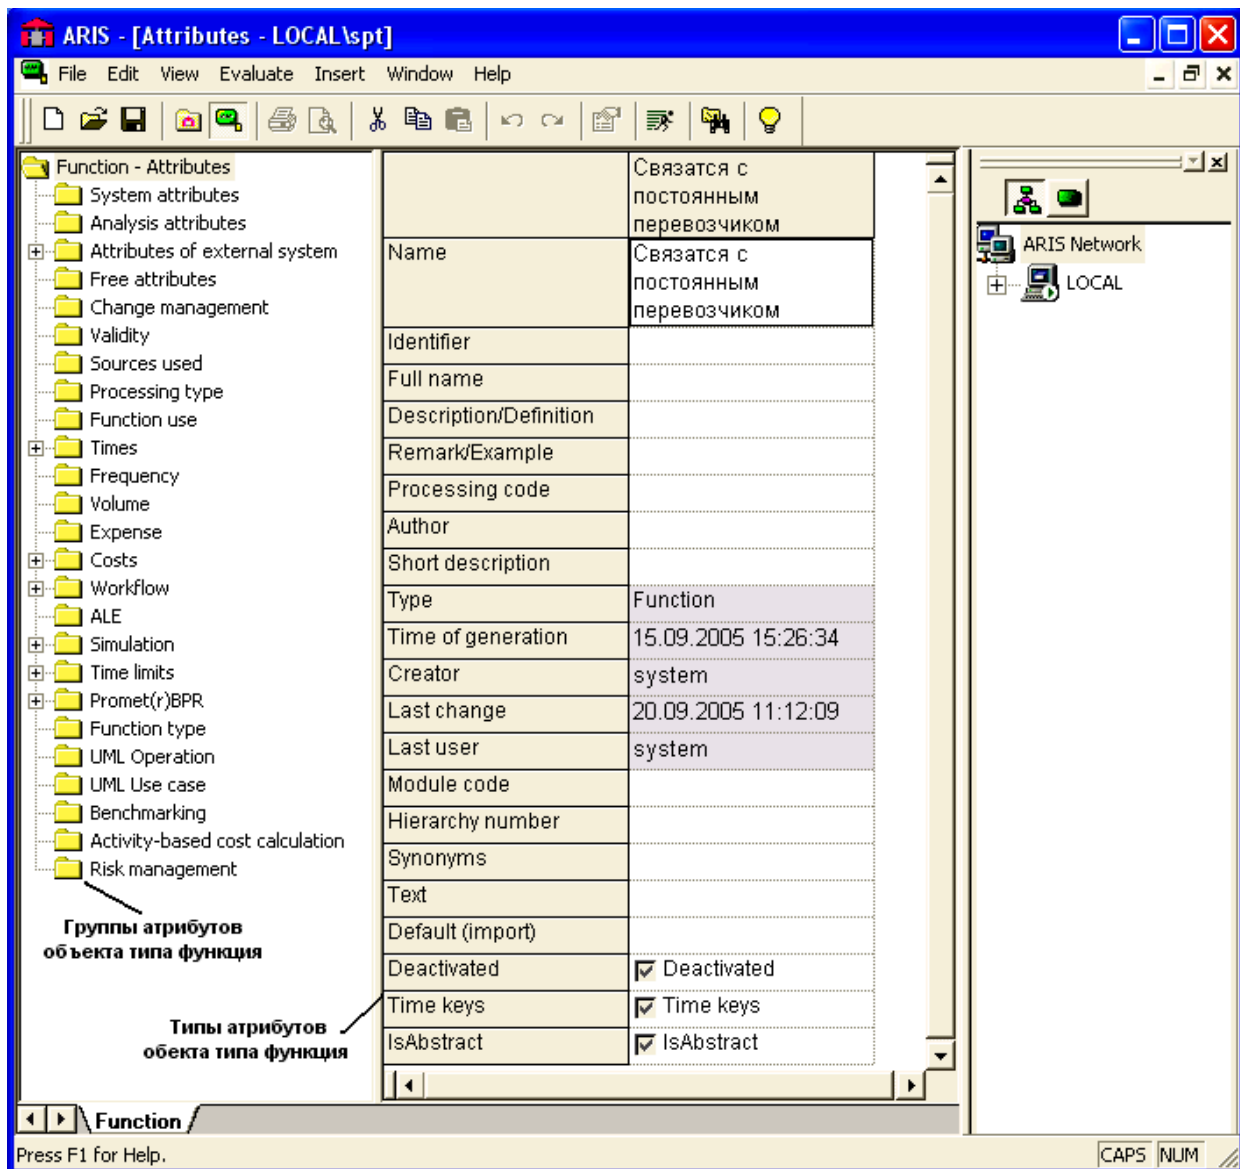 ARIS - [Attributes - LOCAL\spt]
File Edit View Evaluate Insert Window Help
Function - Attributes
System attributes
Analysis attributes
Attributes of external system
Free attributes
Change management
Validity
Sources used
Processing type
Function use
Times
Frequency
Volume
Expense
Costs
Workflow
ALE
Simulation
Time limits
Promet(r)BPR
Function type
UML Operation
UML Use case
Benchmarking
Activity-based cost calculation
Risk management
Группы атрибутов
объекта типа функция
Типы атрибутов
обекта типа функция
Связатся с
постоянным
перевозчиком
Name
Связатся с
постоянным
перевозчиком
Identifier
Full name
Description/Definition
Remark/Example
Processing code
Author
Short description
Type Function
Time of generation 15.09.2005 15:26:34
Creator system
Last change 20.09.2005 11:12:09
Last user system
Module code
Hierarchy number
Synonyms
Text
Default (import)
Deactivated Deactivated
Time keys Time keys
IsAbstract IsAbstract
ARIS Network
LOCAL
Function
Press F1 for Help.
CAPS NUM